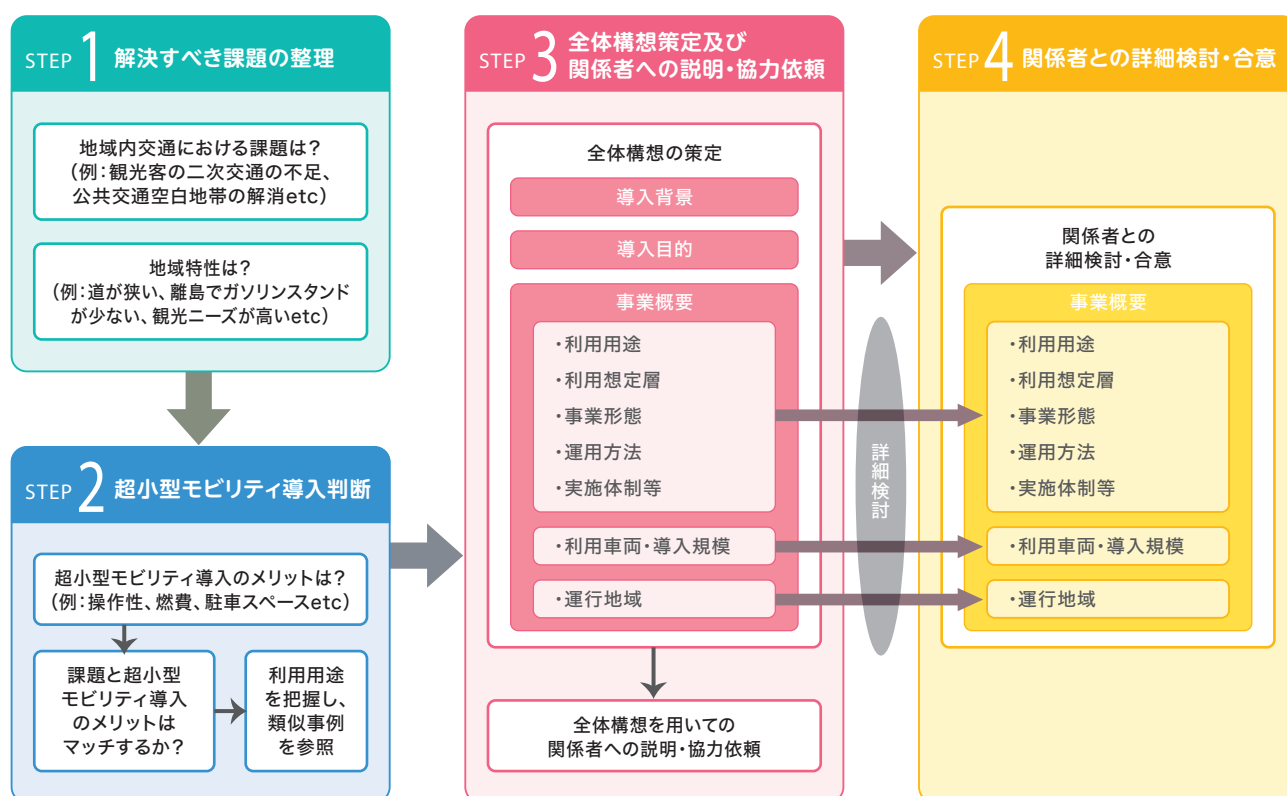 STEP 1 解決すべき課題の整理
地域内交通における課題は?
(例:観光客の二次交通の不足、
公共交通空白地帯の解消etc)
地域特性は?
(例:道が狭い、離島でガソリンスタンド
が少ない、観光ニーズが高いetc)
STEP 2 超小型モビリティ導入判断
超小型モビリティ導入のメリットは?
(例:操作性、燃費、駐車スペースetc)
課題と超小型
モビリティ導入
のメリットは
マッチするか?
利用用途
を把握し、
類似事例
を参照
STEP 3 全体構想策定及び
関係者への説明・協力依頼
全体構想の策定
導入背景
導入目的
事業概要
・利用用途
・利用想定層
・事業形態
・運用方法
・実施体制等
・利用車両・導入規模
・運行地域
全体構想を用いての
関係者への説明・協力依頼
詳細検討
STEP 4 関係者との詳細検討・合意
関係者との
詳細検討・合意
事業概要
・利用用途
・利用想定層
・事業形態
・運用方法
・実施体制等
・利用車両・導入規模
・運行地域